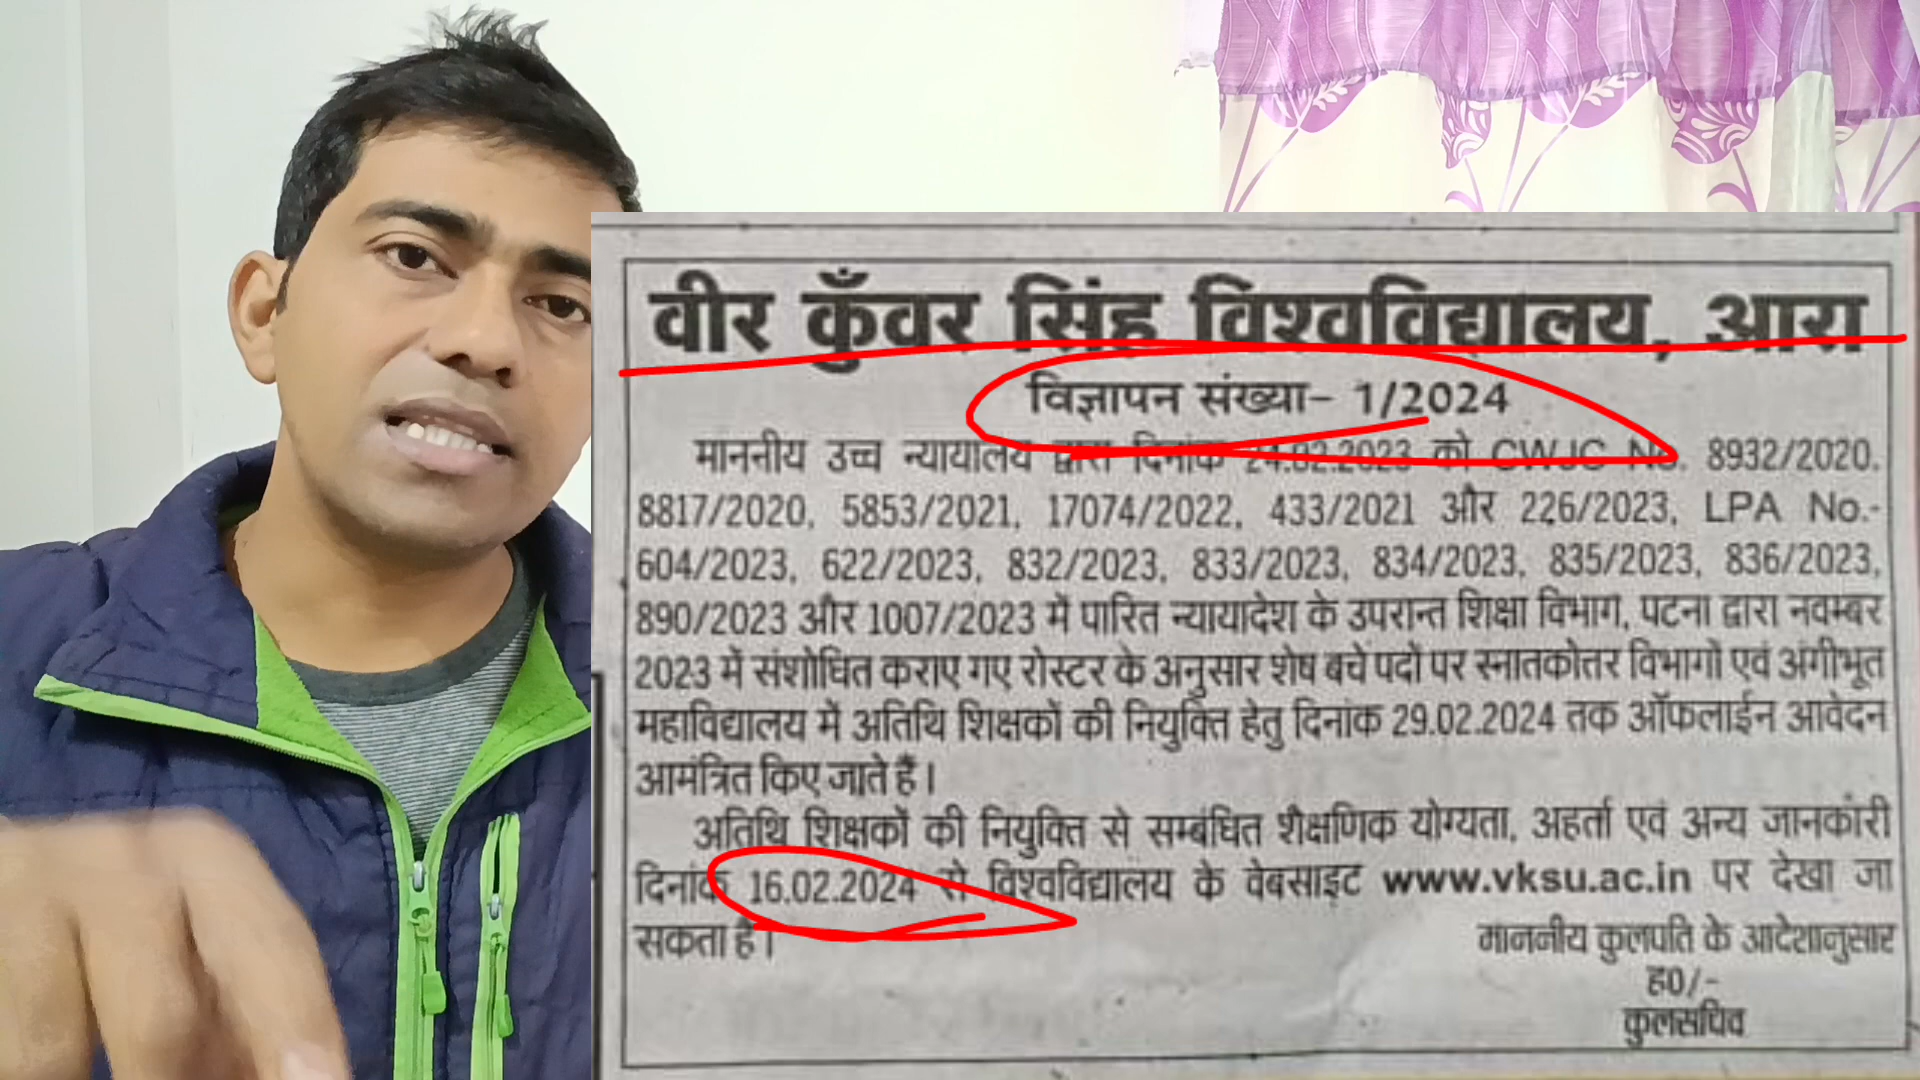 वीर कुँवर सिंह विश्वविद्यालय, आरा
विज्ञापन संख्या- 1/2024
माननीय उच्च न्यायालय द्वारा दिनांक 24.02.2023 को CWJC No. 8932/2020.
8817/2020, 5853/2021, 17074/2022, 433/2021 और 226/2023, LPA No.-
604/2023, 622/2023, 832/2023, 833/2023, 834/2023, 835/2023, 836/2023,
890/2023 और 1007/2023 में पारित न्यायादेश के उपरान्त शिक्षा विभाग, पटना द्वारा नवम्बर
2023 में संशोधित कराए गए रोस्टर के अनुसार शेष बचे पदों पर स्नातकोतर विभागों एवं अंगीभूत
महाविद्यालय में अतिथि शिक्षकों की नियुक्ति हेतु दिनांक 29.02.2024 तक ऑफलाईन आवेदन
आमंत्रित किए जाते हैं।
अतिथि शिक्षकों की नियुक्ति से सम्बंधित शैक्षणिक योग्यता, अहर्ता एवं अन्य जानकारी
दिनांक 16.02.2024 से विश्वविद्यालय के वेबसाइट www.vksu.ac.in पर देखा जा
सकता है।
माननीय कुलपति के आदेशानुसार
ह0/-
कुलसचिव